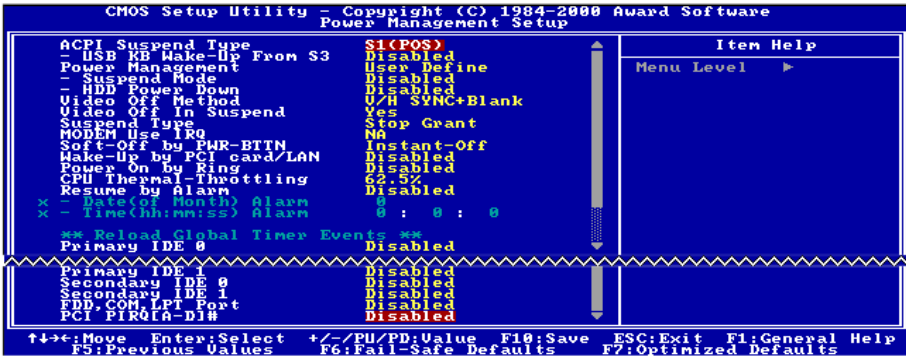 CMOS Setup Utility - Copyright (C) 1984-2000 Award Software
Power Management Setup
ACPI Suspend Type S1(POS)
- USB KB Wake-Up From S3 Disabled
Power Management User Define
- Suspend Mode Disabled
- HDD Power Down Disabled
Video Off Method V/H SYNC+Blank
Video Off In Suspend Yes
Suspend Type Stop Grant
MODEM Use IRQ NA
Soft-Off by PWR-BTTN Instant-Off
Wake-Up by PCI card/LAN Disabled
Power On by Ring Disabled
CPU Thermal-Throttling 62.5%
Resume by Alarm Disabled
x - Date(of Month) Alarm 0
x - Time(hh:mm:ss) Alarm 0 : 0 : 0
** Reload Global Timer Events **
Primary IDE 0 Disabled
Primary IDE 1 Disabled
Secondary IDE 0 Disabled
Secondary IDE 1 Disabled
FDD,COM,LPT Port Disabled
PCI PIRQ[A-D]# Disabled
Item Help
Menu Level ►
↑↓→←:Move Enter:Select +/-/PU/PD:Value F10:Save ESC:Exit F1:General Help
F5:Previous Values F6:Fail-Safe Defaults F7:Optimized Defaults